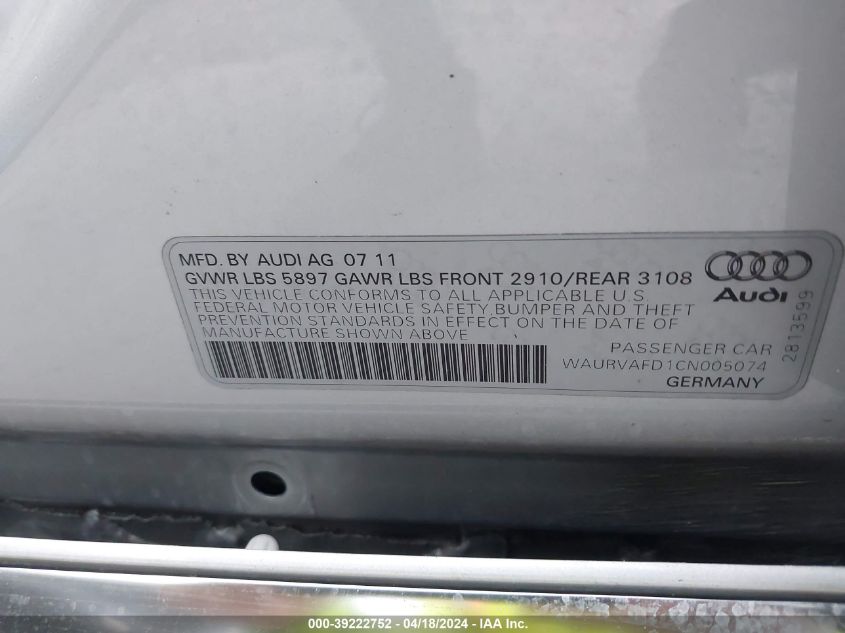 MFD. BY AUDI AG 07 11
GVWR LBS 5897 GAWR LBS FRONT 2910/REAR 3108
THIS VEHICLE CONFORMS TO ALL APPLICABLE U.S.
FEDERAL MOTOR VEHICLE SAFETY,BUMPER AND THEFT
PREVENTION STANDARDS IN EFFECT ON THE DATE OF
MANUFACTURE SHOWN ABOVE
PASSENGER CAR
WAURVAFD1CN005074
GERMANY
Audi
2813599
000-39222752 - 04/18/2024 - IAA Inc.